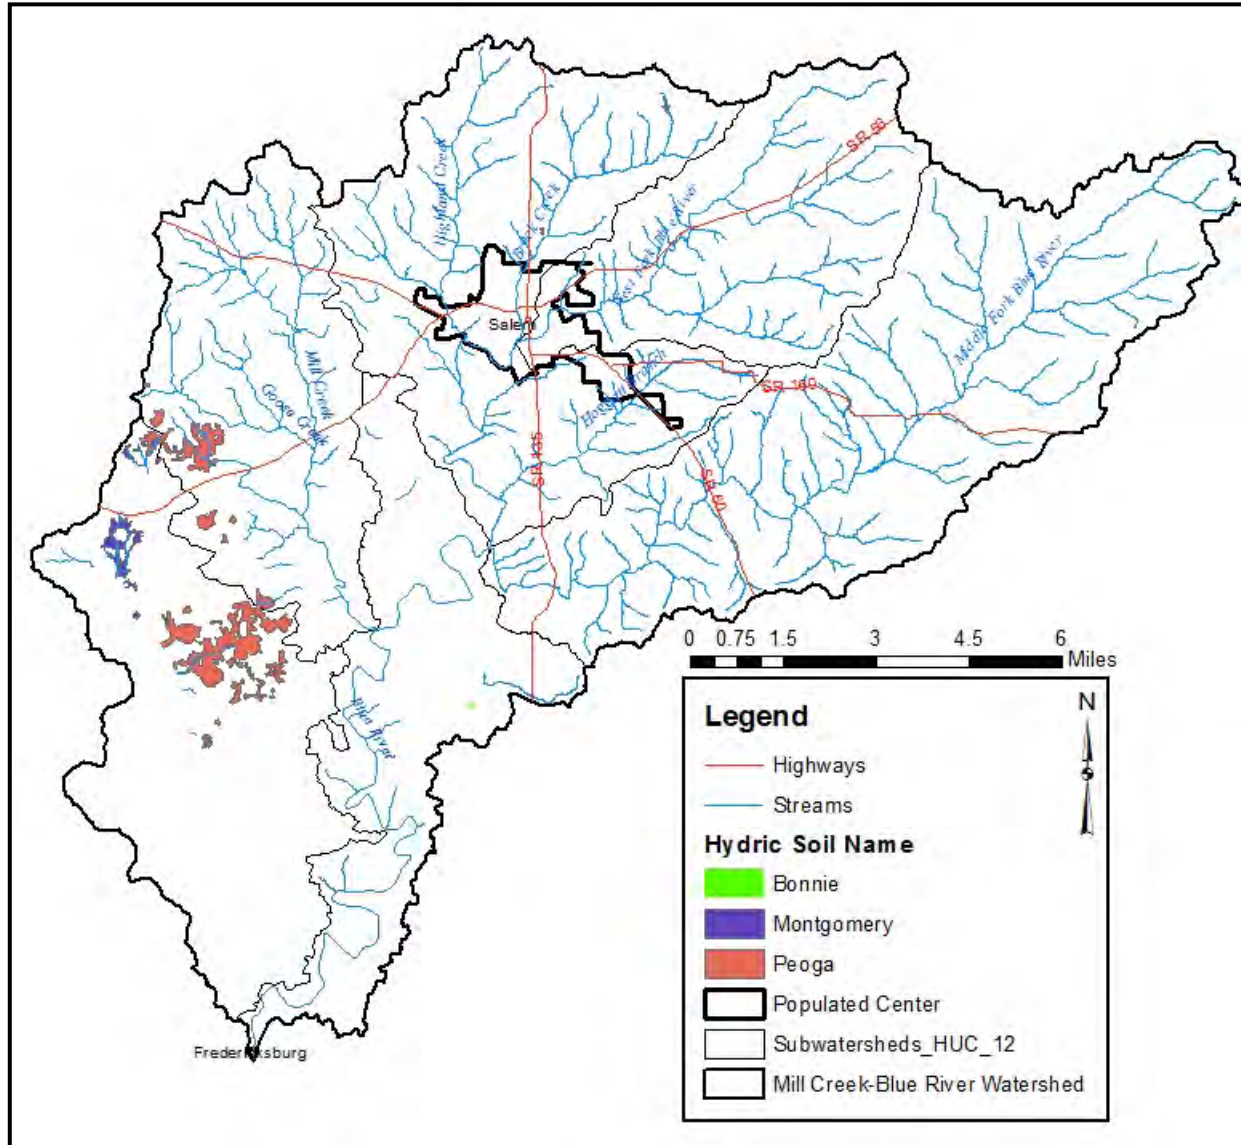 SR 56
Highland Creek
Brock Creek
West Fork Blue River
Middle Fork Blue River
Salem
Mill Creek
Goose Creek
SR 160
SR 135
SR 60
0 0.75 1.5 3 4.5 6
Miles
Blue River
Fredericksburg
Legend
N
Highways
Streams
Hydric Soil Name
Bonnie
Montgomery
Peoga
Populated Center
Subwatersheds_HUC_12
Mill Creek-Blue River Watershed